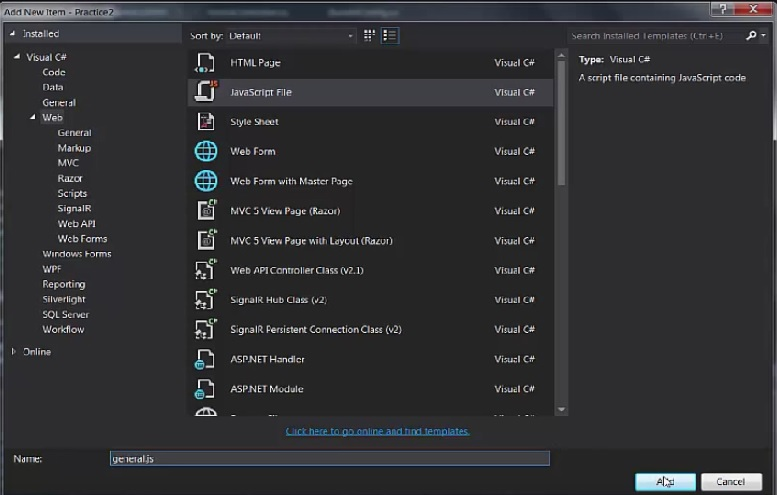 Add New Item - Practice2
Installed
Sort by: Default
Search Installed Templates (Ctrl+E)
Visual C#
Code
Data
General
Web
General
Markup
MVC
Razor
Scripts
SignalR
Web API
Web Forms
Windows Forms
WPF
Reporting
Silverlight
SQL Server
Workflow
Online
HTML Page Visual C#
JavaScript File Visual C#
Style Sheet Visual C#
Web Form Visual C#
Web Form with Master Page Visual C#
MVC 5 View Page (Razor) Visual C#
MVC 5 View Page with Layout (Razor) Visual C#
Web API Controller Class (v2.1) Visual C#
SignalR Hub Class (v2) Visual C#
SignalR Persistent Connection Class (v2) Visual C#
ASP.NET Handler Visual C#
ASP.NET Module Visual C#
Type: Visual C#
A script file containing JavaScript code
Click here to go online and find templates.
Name: general.js
Add
Cancel